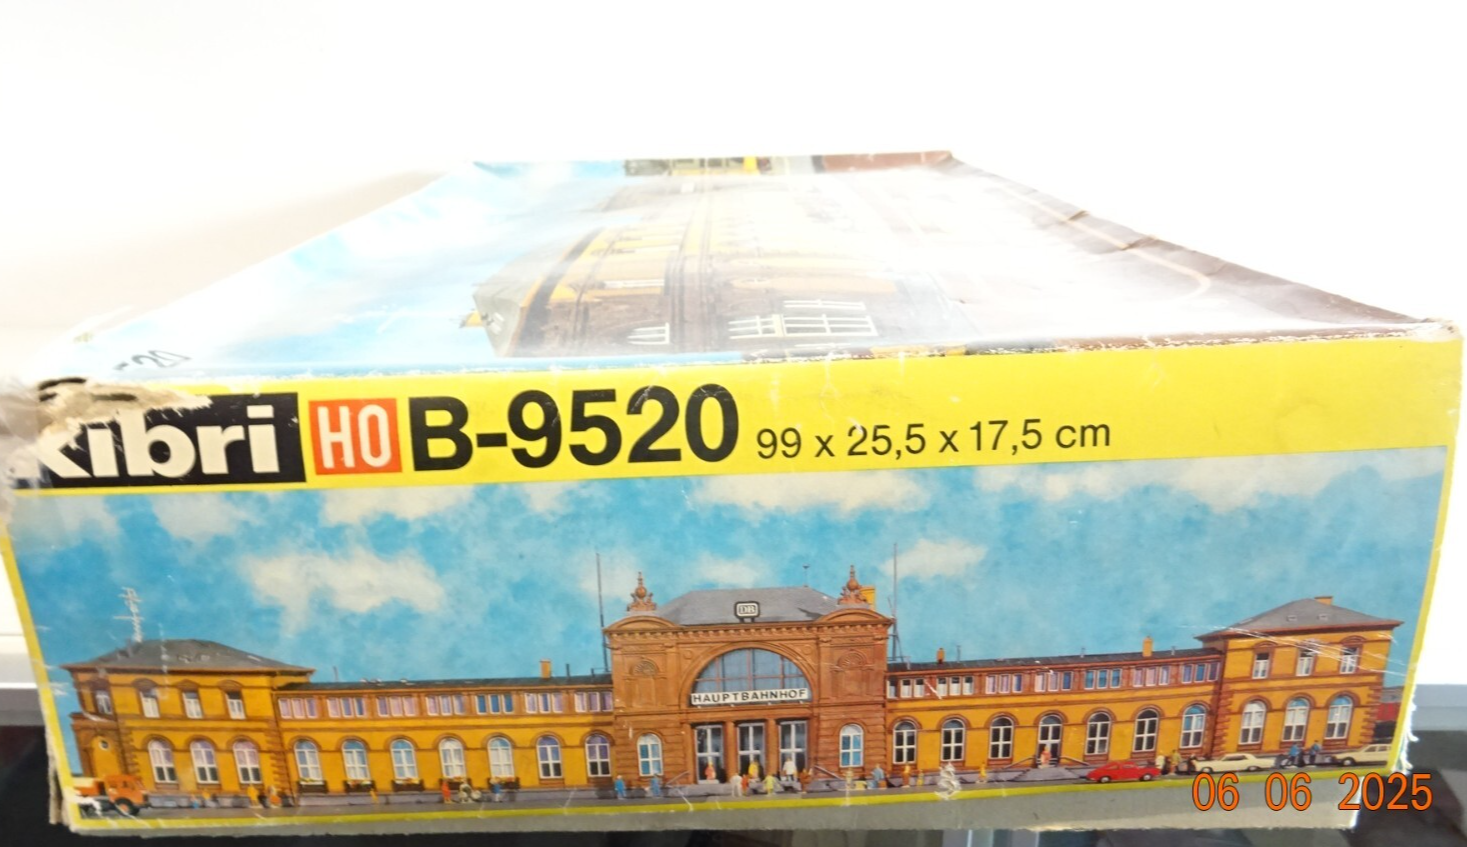 kibri HO B-9520 99 x 25,5 x 17,5 cm
DB
HAUPTBAHNHOF
06 06 2025